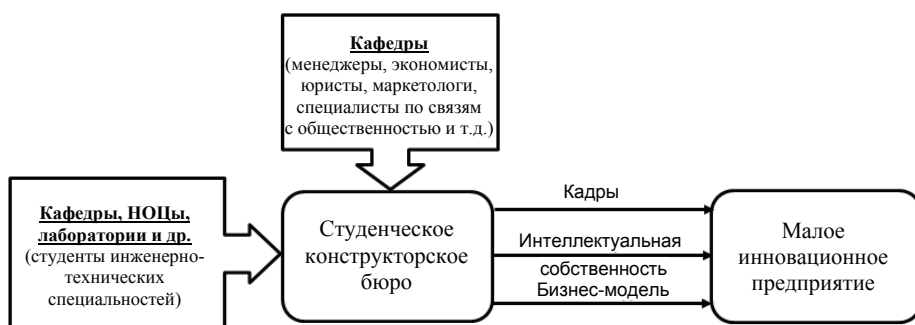 Кафедры
(менеджеры, экономисты,
юристы, маркетологи,
специалисты по связям
с общественностью и т.д.)
Кафедры, НОЦы,
лаборатории и др.
(студенты инженерно-
технических
специальностей)
Студенческое
конструкторское
бюро
Кадры
Интеллектуальная
собственность
Бизнес-модель
Малое
инновационное
предприятие